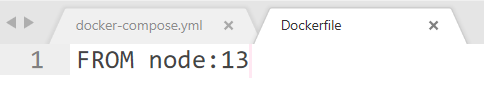 docker-compose.yml × Dockerfile ×
1 FROM node:13